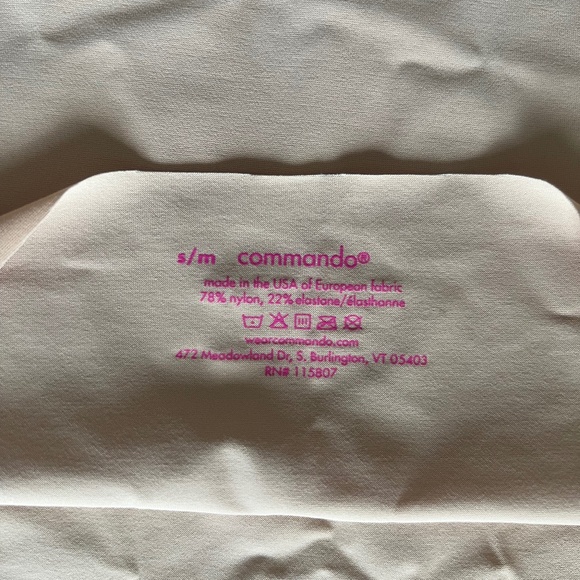 s/m commando®
made in the USA of European fabric
78% nylon, 22% elastane/élasthanne
wearcommando.com
472 Meadowland Dr, S. Burlington, VT 05403
RN# 115807